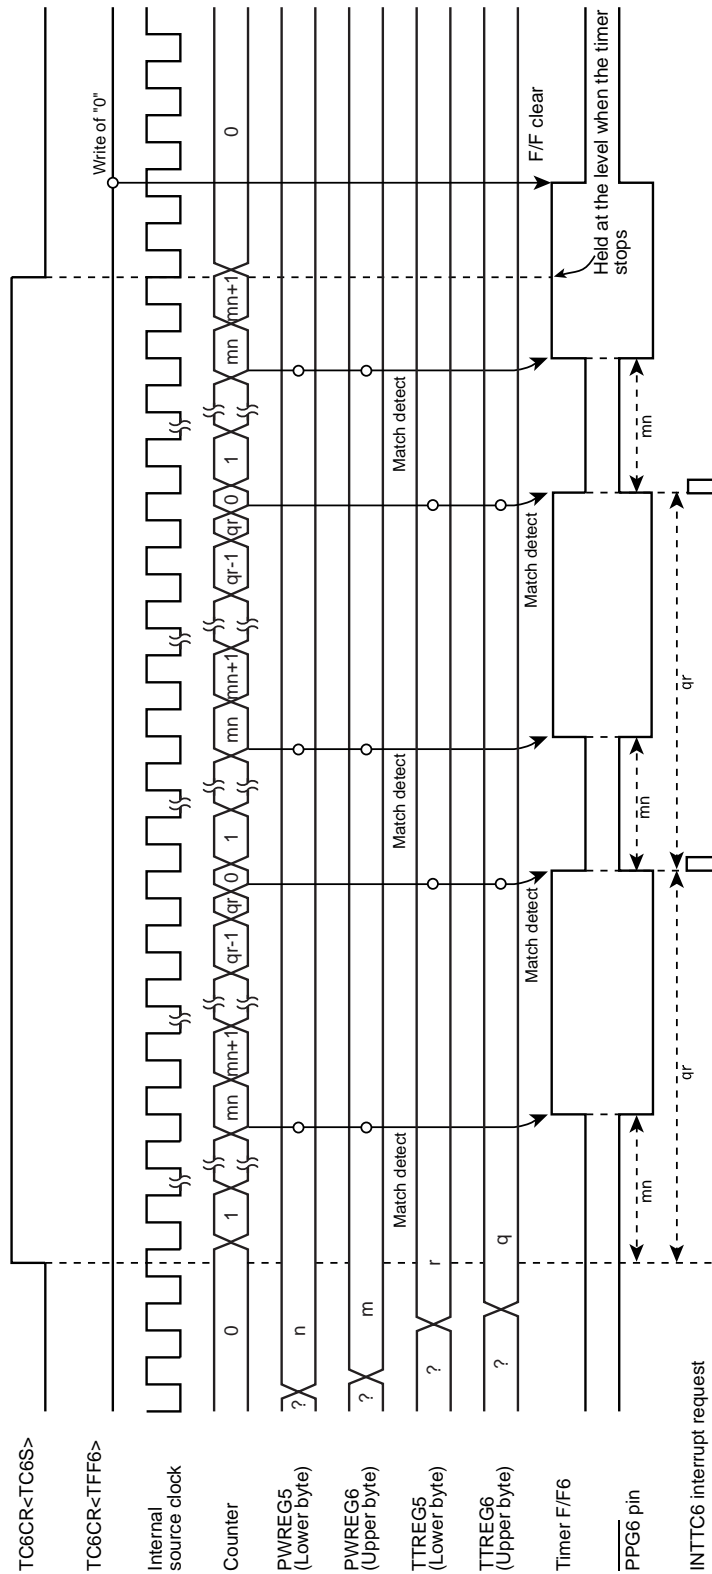 TC6CR<TC6S>
TC6CR<TFF6>
Write of "0"
Internal
source clock
Counter
0
1
mn
mn+1
qr-1
qr
0
1
mn
mn+1
qr-1
qr
0
1
mn
mn+1
0
PWREG5
(Lower byte)
?
n
PWREG6
(Upper byte)
?
m
Match detect
Match detect
Match detect
TTREG5
(Lower byte)
?
r
TTREG6
(Upper byte)
?
q
Match detect
Match detect
F/F clear
Timer F/F6
Held at the level when the timer
stops
PPG6 pin
mn
mn
mn
qr
qr
INTTC6 interrupt request